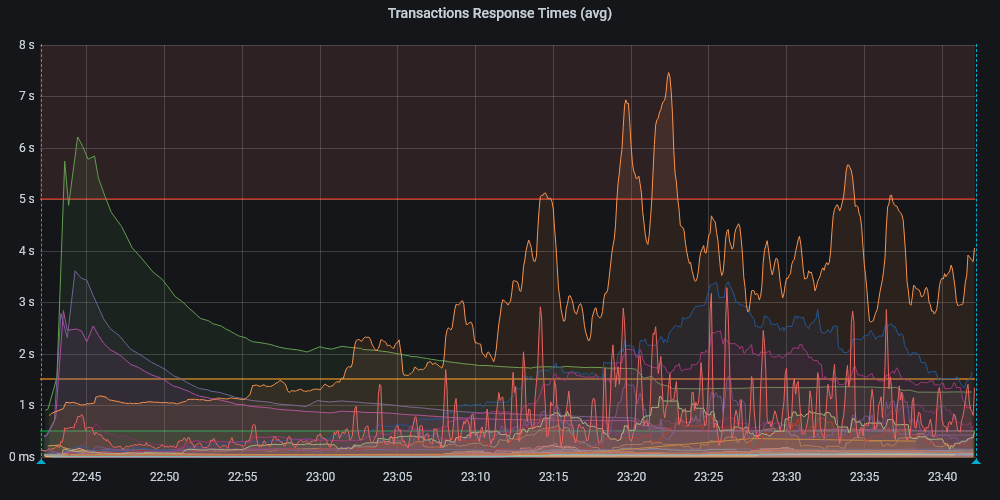 Transactions Response Times (avg)
8 s
7 s
6 s
5 s
4 s
3 s
2 s
1 s
0 ms
22:45 22:50 22:55 23:00 23:05 23:10 23:15 23:20 23:25 23:30 23:35 23:40